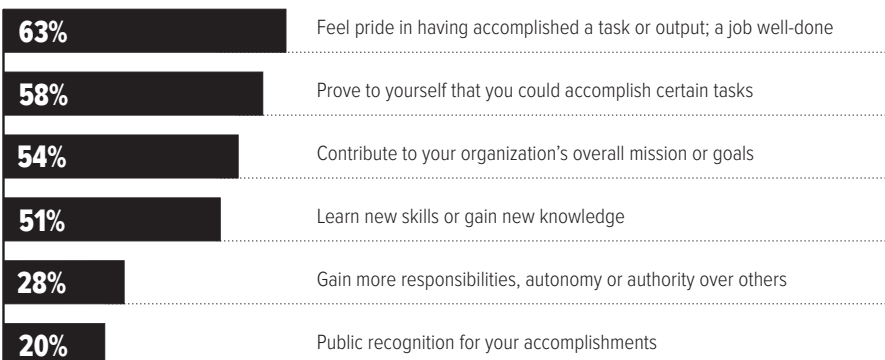 63% Feel pride in having accomplished a task or output; a job well-done
58% Prove to yourself that you could accomplish certain tasks
54% Contribute to your organization’s overall mission or goals
51% Learn new skills or gain new knowledge
28% Gain more responsibilities, autonomy or authority over others
20% Public recognition for your accomplishments